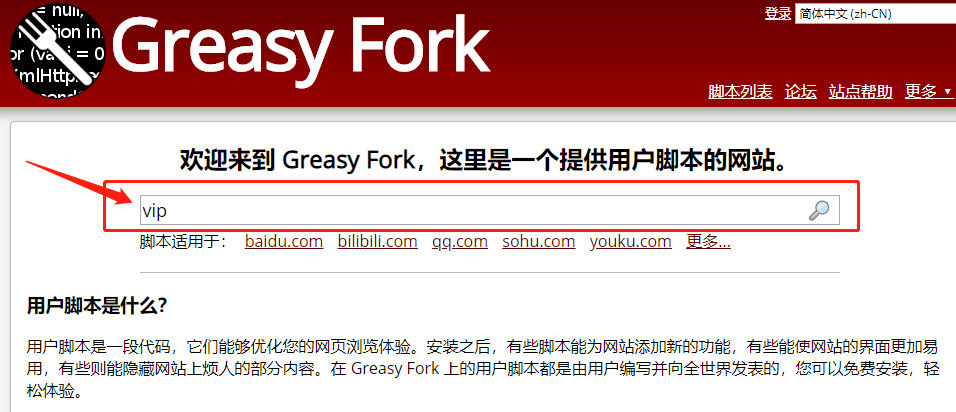 = null,
ction in
or (var i = 0
XmlHttp
登录 简体中文 (zh-CN)
Greasy Fork
脚本列表 论坛 站点帮助 更多 ▼
欢迎来到 Greasy Fork，这里是一个提供用户脚本的网站。
vip
脚本适用于： baidu.com bilibili.com qq.com sohu.com youku.com 更多...
用户脚本是什么？
用户脚本是一段代码，它们能够优化您的网页浏览体验。安装之后，有些脚本能为网站添加新的功能，有些能使网站的界面更加易
用，有些则能隐藏网站上烦人的部分内容。在 Greasy Fork 上的用户脚本都是由用户编写并向全世界发表的，您可以免费安装，轻
松体验。